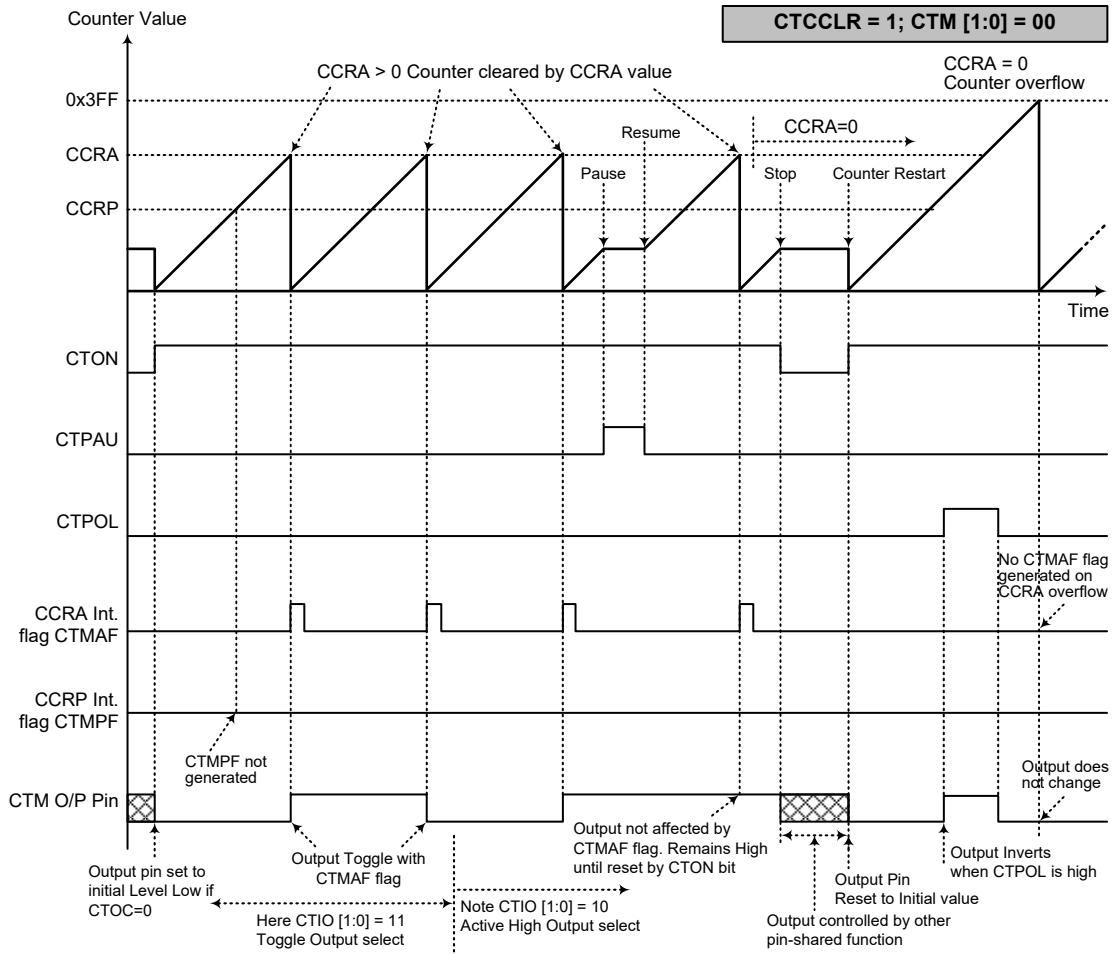 Counter Value
CTCCLR = 1; CTM [1:0] = 00
CCRA > 0 Counter cleared by CCRA value
CCRA = 0
Counter overflow
0x3FF
Resume
CCRA=0
CCRA
Pause
Stop
Counter Restart
CCRP
Time
CTON
CTPAU
CTPOL
No CTMAF flag
generated on
CCRA overflow
CCRA Int.
flag CTMAF
CCRP Int.
flag CTMPF
CTMPF not
generated
Output does
not change
CTM O/P Pin
Output pin set to
initial Level Low if
CTOC=0
Output Toggle with
CTMAF flag
Output not affected by
CTMAF flag. Remains High
until reset by CTON bit
Output Inverts
when CTPOL is high
Output Pin
Reset to Initial value
Here CTIO [1:0] = 11
Toggle Output select
Note CTIO [1:0] = 10
Active High Output select
Output controlled by other
pin-shared function